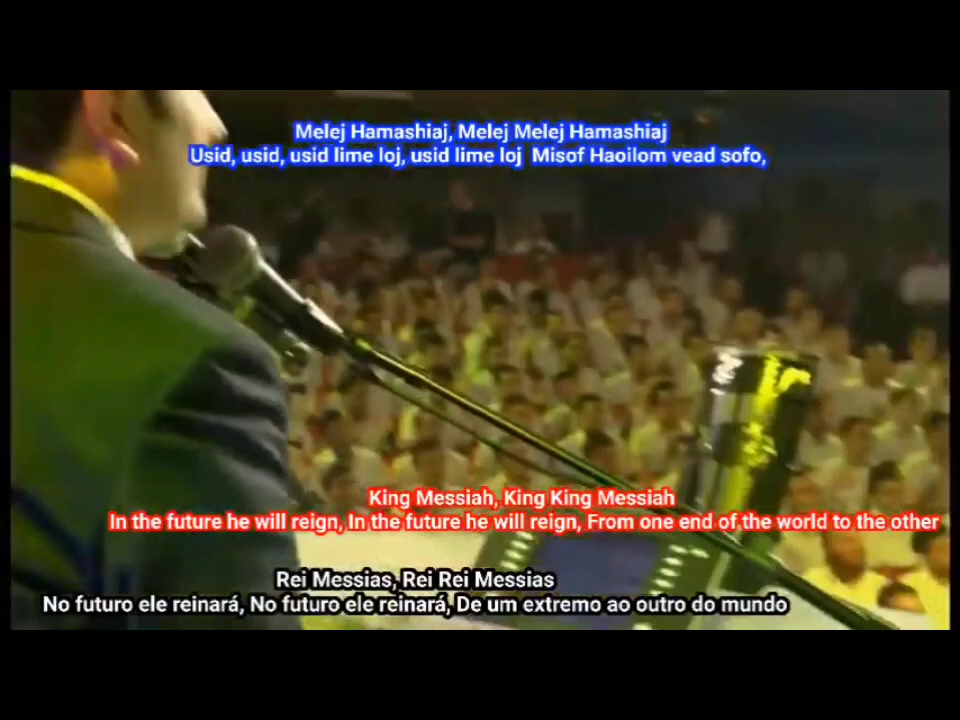 Melej Hamashiaj, Melej Melej Hamashiaj
Usid, usid, usid lime loj, usid lime loj Misof Haoilom vead sofo,
King Messiah, King King Messiah
In the future he will reign, In the future he will reign, From one end of the world to the other
Rei Messias, Rei Rei Messias
No futuro ele reinará, No futuro ele reinará, De um extremo ao outro do mundo